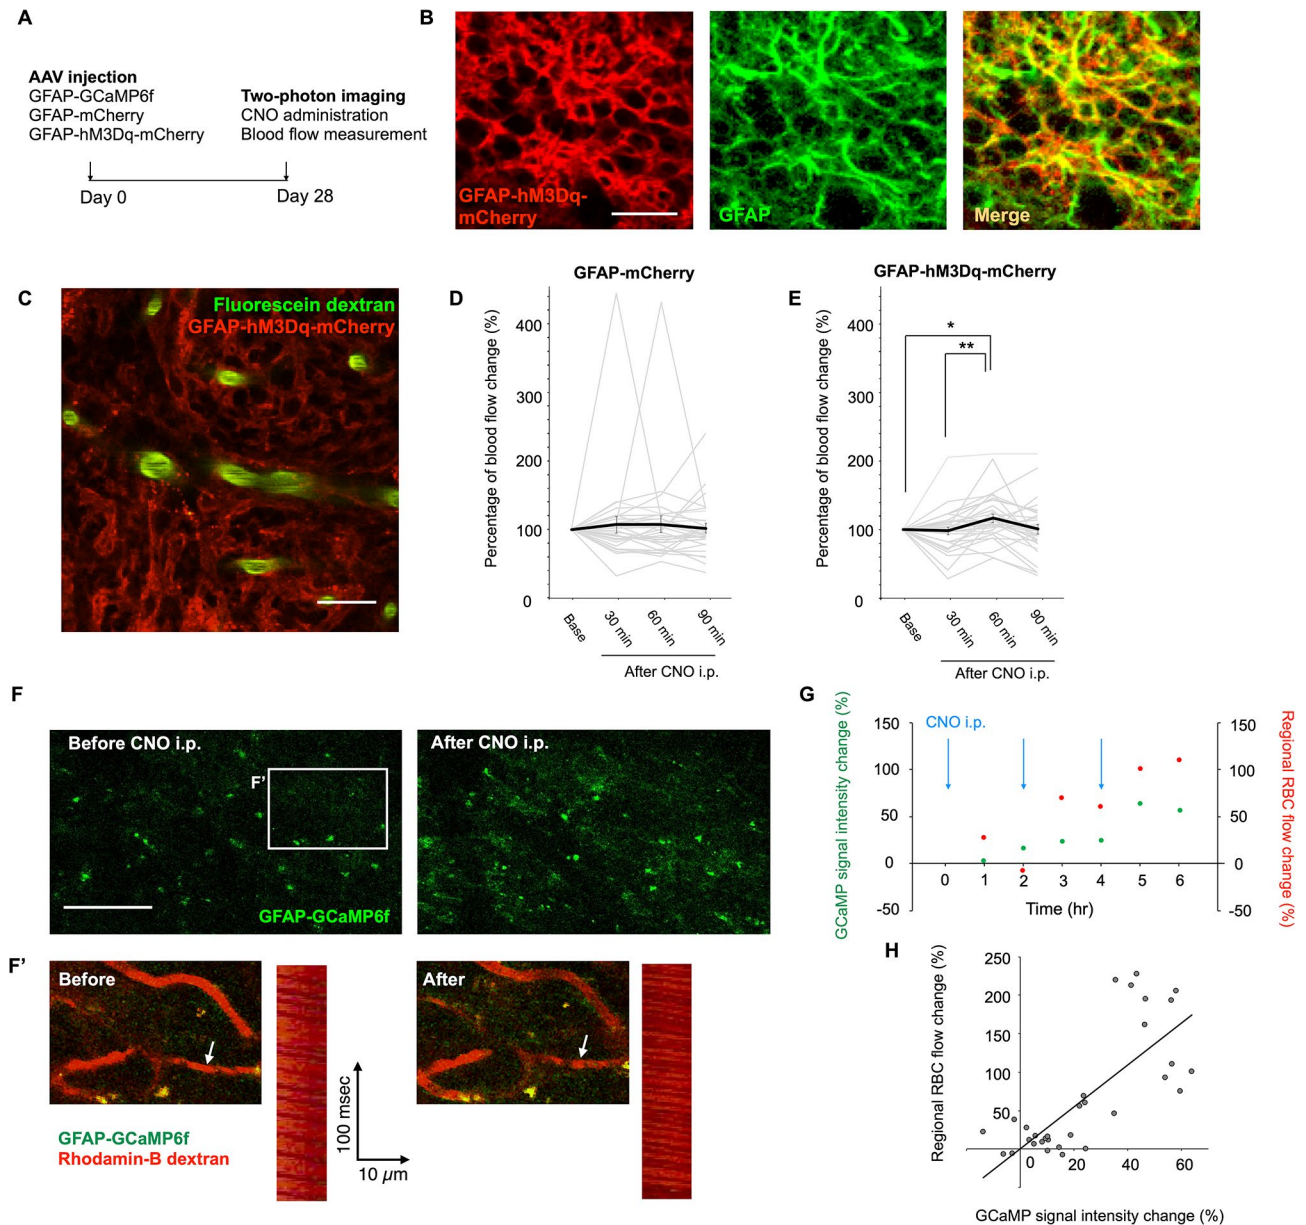 A
AAV injection
GFAP-GCaMP6f
GFAP-mCherry
GFAP-hM3Dq-mCherry
Two-photon imaging
CNO administration
Blood flow measurement
Day 0
Day 28
B
GFAP-hM3Dq-
mCherry
GFAP
Merge
C
Fluorescein dextran
GFAP-hM3Dq-mCherry
D
GFAP-mCherry
Percentage of blood flow change (%)
400
300
200
100
0
Base
30 min
60 min
90 min
After CNO i.p.
E
GFAP-hM3Dq-mCherry
Percentage of blood flow change (%)
400
300
200
100
0
*
**
Base
30 min
60 min
90 min
After CNO i.p.
F
Before CNO i.p.
F'
GFAP-GCaMP6f
After CNO i.p.
G
GCaMP signal intensity change (%)
150
100
50
0
-50
CNO i.p.
0 1 2 3 4 5 6
Time (hr)
150
100
50
0
-50
Regional RBC flow change (%)
F'
Before
After
GFAP-GCaMP6f
Rhodamin-B dextran
100 msec
10 µm
H
Regional RBC flow change (%)
250
200
150
100
50
0 20 40 60
GCaMP signal intensity change (%)